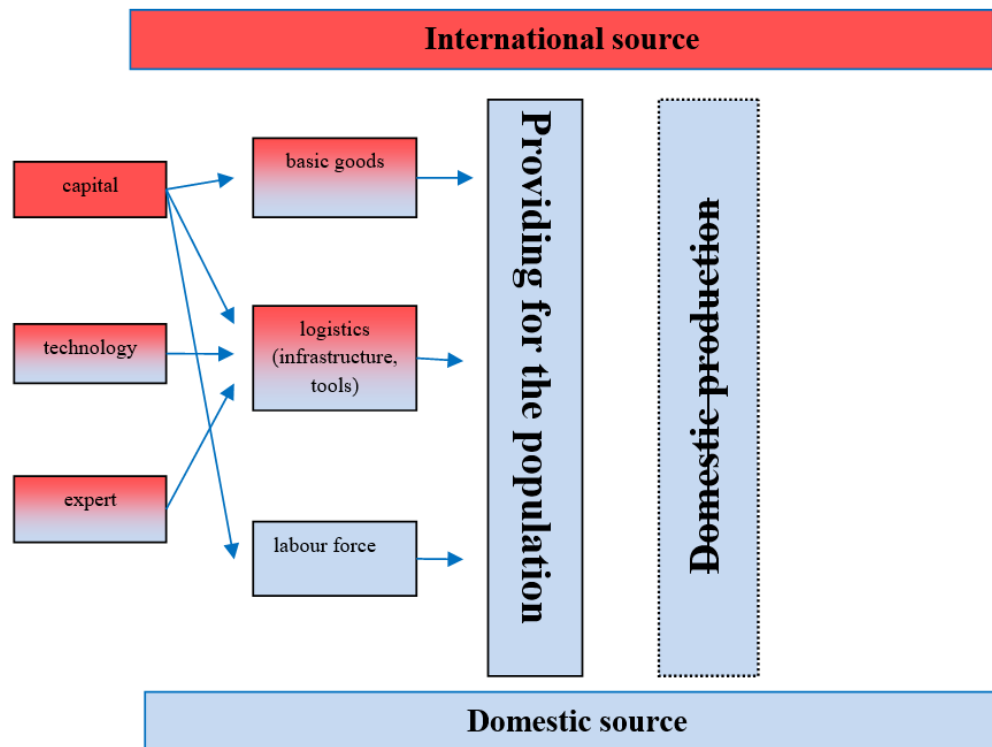 International source
capital
basic goods
technology
logistics
(infrastructure,
tools)
expert
labour force
Providing for the population
Domestic production
Domestic source